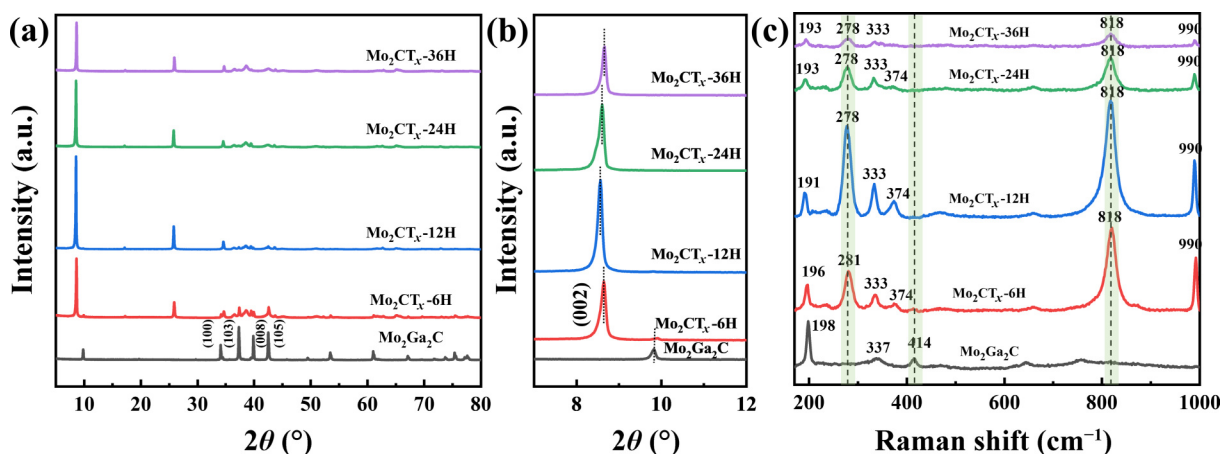 (a)
Intensity (a.u.)
Mo₂CTₓ-36H
Mo₂CTₓ-24H
Mo₂CTₓ-12H
Mo₂CTₓ-6H
(100)
(103)
(008)
(105)
Mo₂Ga₂C
10 20 30 40 50 60 70 80
2θ (°)
(b)
Intensity (a.u.)
Mo₂CTₓ-36H
Mo₂CTₓ-24H
Mo₂CTₓ-12H
(002)
Mo₂CTₓ-6H
Mo₂Ga₂C
8 10 12
2θ (°)
(c)
193 278 333 Mo₂CTₓ-36H 818 990
193 278 333 374 Mo₂CTₓ-24H 818 990
191 278 333 374 Mo₂CTₓ-12H 818 990
196 281 333 374 Mo₂CTₓ-6H 818 990
198 337 414 Mo₂Ga₂C
200 400 600 800 1000
Raman shift (cm⁻¹)